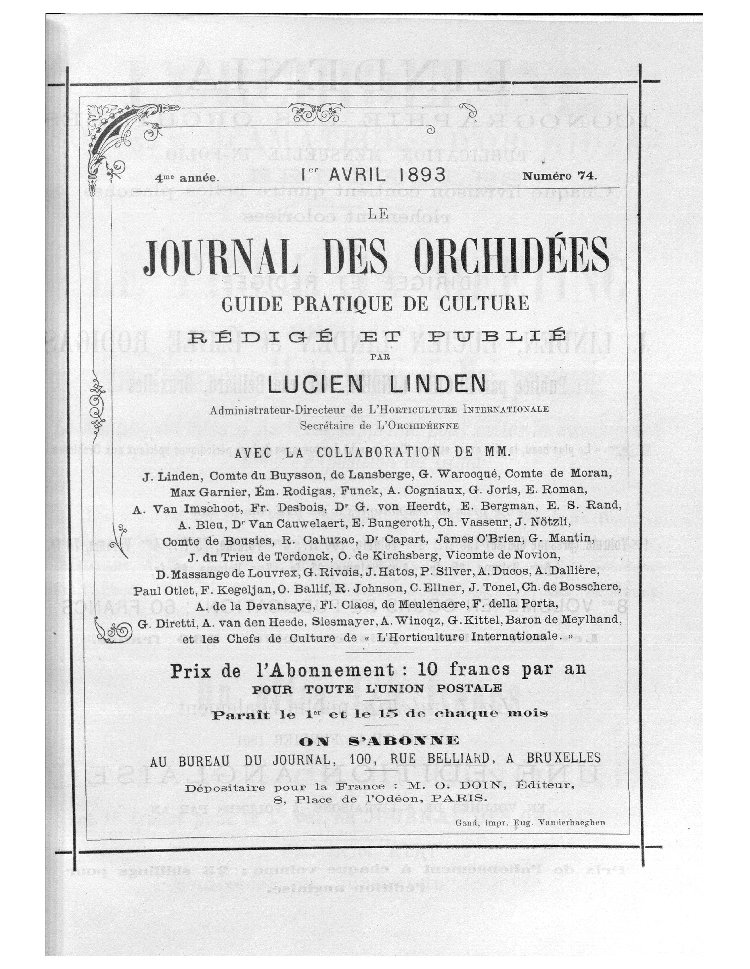 4me année.
1er AVRIL 1893
Numéro 74.
LE
JOURNAL DES ORCHIDÉES
GUIDE PRATIQUE DE CULTURE
RÉDIGÉ ET PUBLIÉ
PAR
LUCIEN LINDEN
Administrateur-Directeur de L'HORTICULTURE INTERNATIONALE
Secrétaire de L'ORCHIDÉENNE
AVEC LA COLLABORATION DE MM.
J. Linden, Comte du Buysson, de Lansberge, G. Warocqué, Comte de Moran,
Max Garnier, Ém. Rodigas, Funck, A. Cogniaux, G. Joris, E. Roman,
A. Van Imschoot, Fr. Desbois, Dr G. von Heerdt, E. Bergman, E. S. Rand,
A. Bleu, Dr Van Cauwelaert, E. Bungeroth, Ch. Vasseur, J. Nötzli,
Comte de Bousies, R. Cahuzac, Dr Capart, James O'Brien, G. Mantin,
J. du Trieu de Terdonck, O. de Kirchsberg, Vicomte de Novion,
D. Massange de Louvrex, G. Rivois, J. Hatos, P. Silver, A. Ducos, A. Dallière,
Paul Otlet, F. Kegeljan, O. Ballif, R. Johnson, C. Ellner, J. Tonel, Ch. de Bosschere,
A. de la Devansaye, Fl. Claes, de Meulenaere, F. della Porta,
G. Diretti, A. van den Heede, Siesmayer, A. Wincqz, G. Kittel, Baron de Meylhand,
et les Chefs de Culture de « L'Horticulture Internationale. »
Prix de l'Abonnement : 10 francs par an
POUR TOUTE L'UNION POSTALE
Paraît le 1er et le 15 de chaque mois
ON S'ABONNE
AU BUREAU DU JOURNAL, 100, RUE BELLIARD, A BRUXELLES
Dépositaire pour la France : M. O. DOIN, Éditeur,
8, Place de l'Odéon, PARIS.
Gand, impr. Eug. Vanderhaeghen